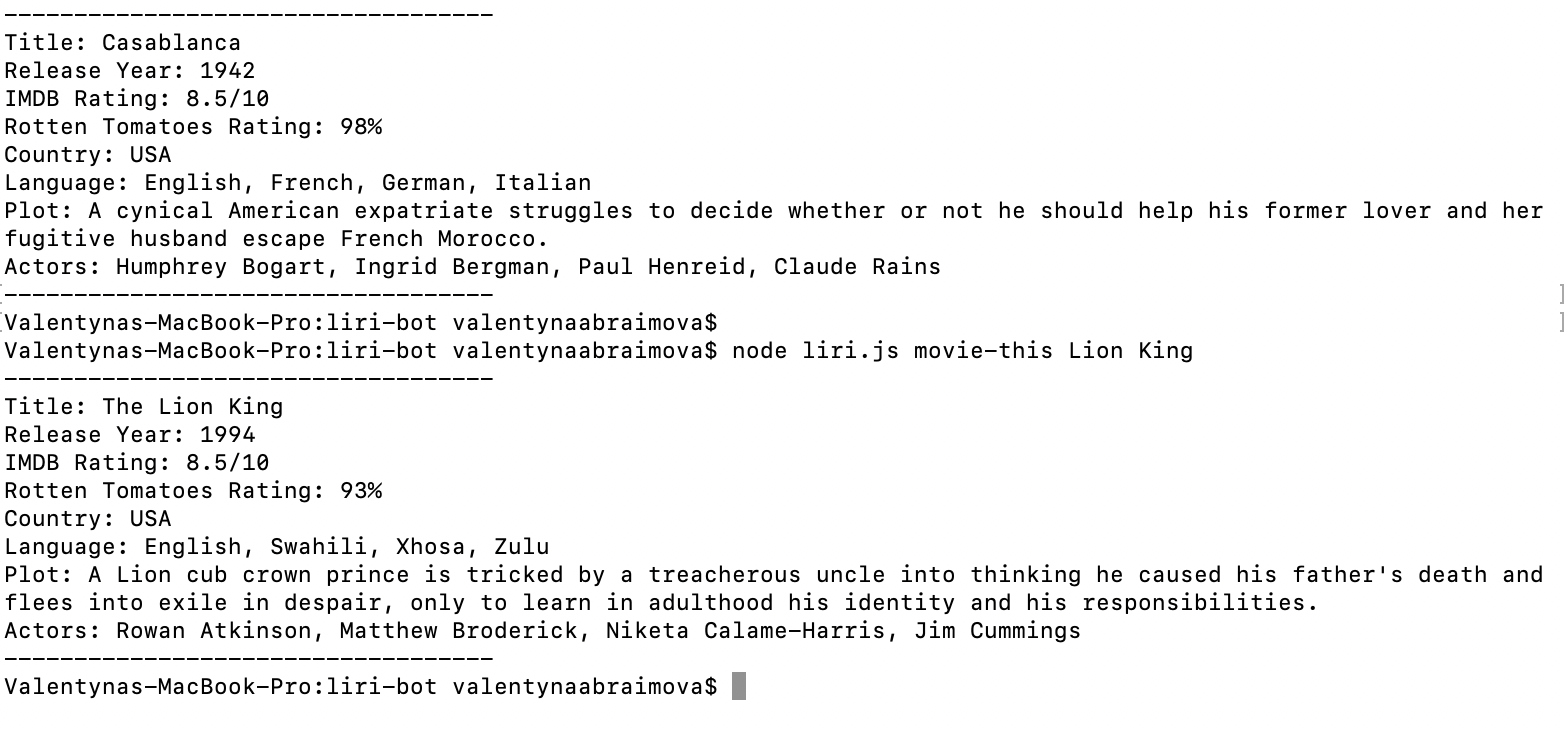 -----------------------------------
Title: Casablanca
Release Year: 1942
IMDB Rating: 8.5/10
Rotten Tomatoes Rating: 98%
Country: USA
Language: English, French, German, Italian
Plot: A cynical American expatriate struggles to decide whether or not he should help his former lover and her
fugitive husband escape French Morocco.
Actors: Humphrey Bogart, Ingrid Bergman, Paul Henreid, Claude Rains
[----------------------------------- ]
[Valentynas-MacBook-Pro:liri-bot valentynaabraimova$ ]
Valentynas-MacBook-Pro:liri-bot valentynaabraimova$ node liri.js movie-this Lion King
-----------------------------------
Title: The Lion King
Release Year: 1994
IMDB Rating: 8.5/10
Rotten Tomatoes Rating: 93%
Country: USA
Language: English, Swahili, Xhosa, Zulu
Plot: A Lion cub crown prince is tricked by a treacherous uncle into thinking he caused his father's death and
flees into exile in despair, only to learn in adulthood his identity and his responsibilities.
Actors: Rowan Atkinson, Matthew Broderick, Niketa Calame-Harris, Jim Cummings
-----------------------------------
Valentynas-MacBook-Pro:liri-bot valentynaabraimova$